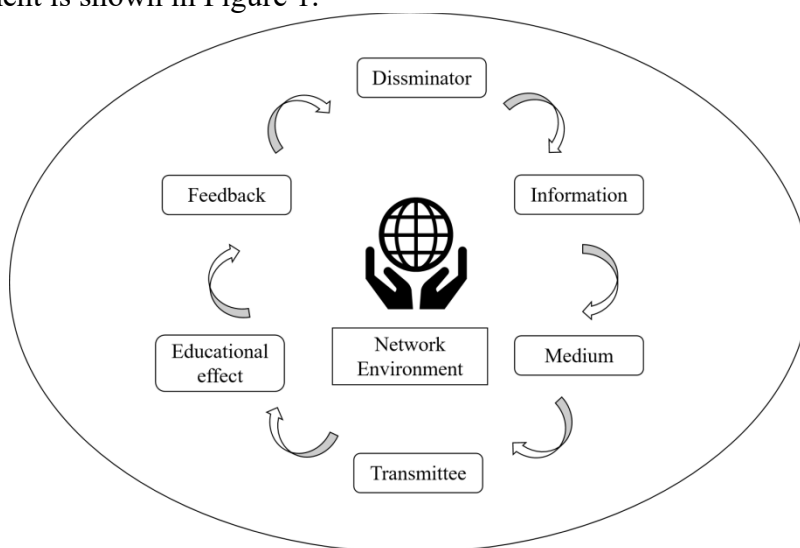 ent is shown in Figure 1.
Dissminator
Feedback
Information
Educational
effect
Network
Environment
Medium
Transmittee